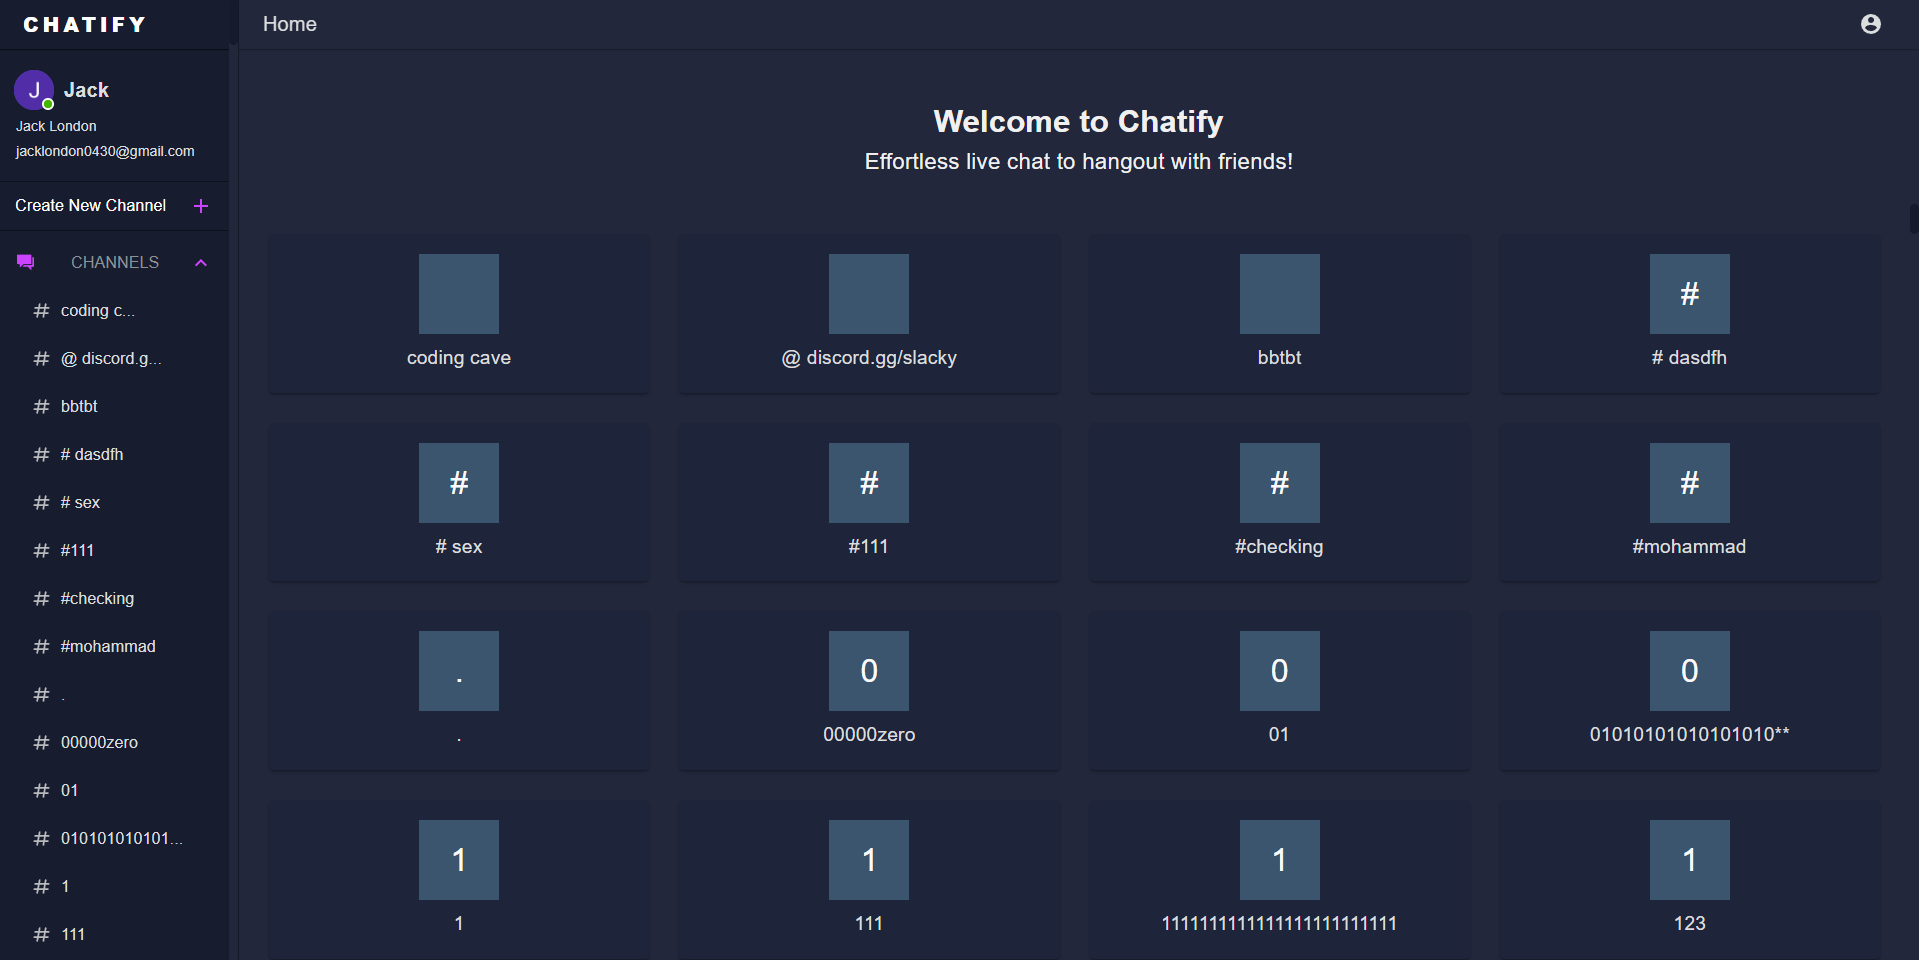 CHATIFY
J
Jack
Jack London
jacklondon0430@gmail.com
Create New Channel
CHANNELS
# coding c...
# @ discord.g...
# bbtbt
# # dasdfh
# # sex
# #111
# #checking
# #mohammad
# .
# 00000zero
# 01
# 010101010101...
# 1
# 111
Home
Welcome to Chatify
Effortless live chat to hangout with friends!
coding cave
@ discord.gg/slacky
bbtbt
#
# dasdfh
#
# sex
#
#111
#
#checking
#
#mohammad
.
.
0
00000zero
0
01
0
01010101010101010**
1
1
1
111
1
1
123